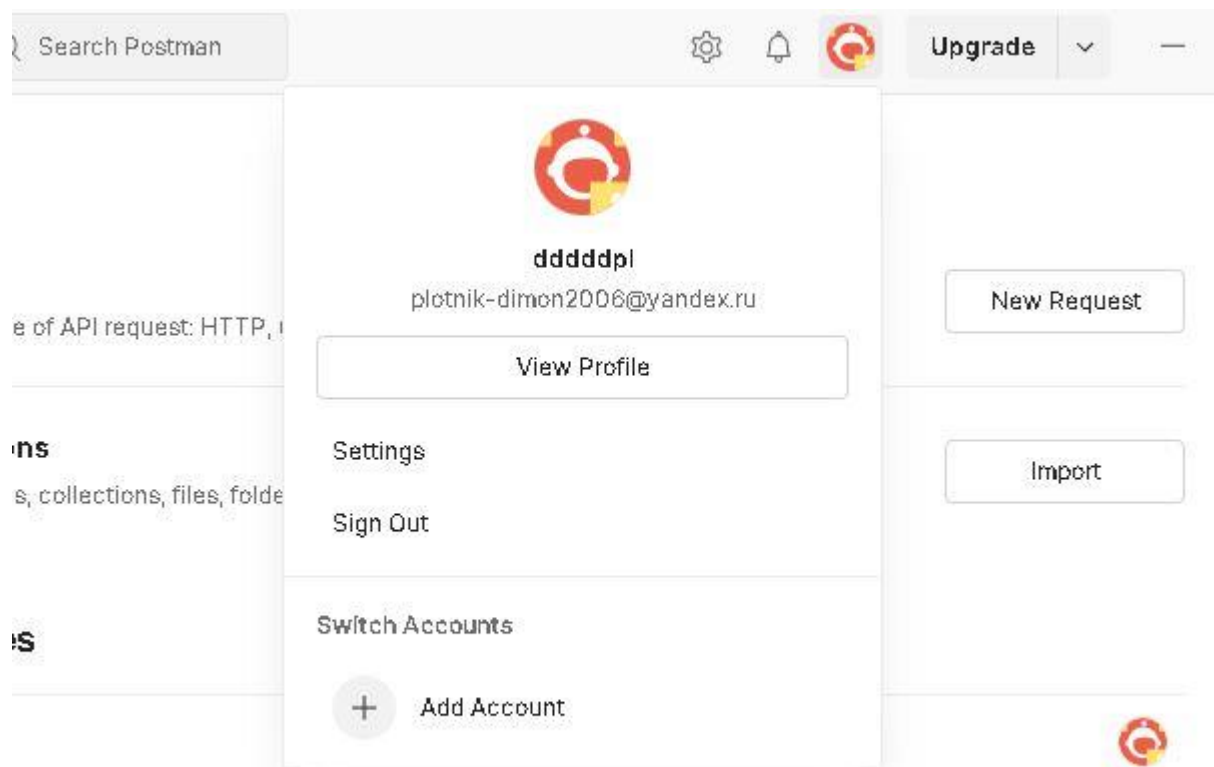 Search Postman
Upgrade
dddddpl
plotnik-dimon2006@yandex.ru
New Request
e of API request: HTTP,
View Profile
ns
Settings
Import
s, collections, files, folde
Sign Out
Switch Accounts
s
Add Account